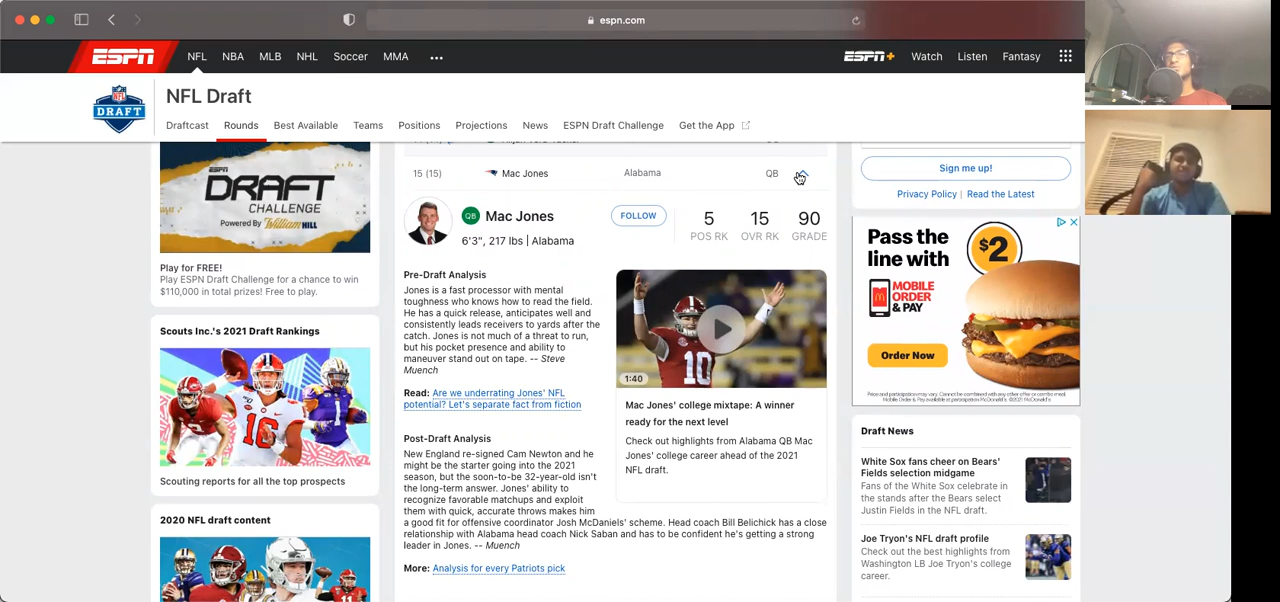 espn.com
ESPN
NFL
NBA
MLB
NHL
Soccer
MMA
ESPN+
Watch
Listen
Fantasy
NFL
DRAFT
NFL Draft
Draftcast
Rounds
Best Available
Teams
Positions
Projections
News
ESPN Draft Challenge
Get the App
ESPN
DRAFT
CHALLENGE
Powered By William HILL
Play for FREE!
Play ESPN Draft Challenge for a chance to win
$110,000 in total prizes! Free to play.
Scouts Inc.'s 2021 Draft Rankings
16
Scouting reports for all the top prospects
2020 NFL draft content
15 (15)
Mac Jones
Alabama
QB
QB
Mac Jones
6'3", 217 lbs | Alabama
FOLLOW
5
POS RK
15
OVR RK
90
GRADE
Pre-Draft Analysis
Jones is a fast processor with mental
toughness who knows how to read the field.
He has a quick release, anticipates well and
consistently leads receivers to yards after the
catch. Jones is not much of a threat to run,
but his pocket presence and ability to
maneuver stand out on tape. -- Steve
Muench
Read: Are we underrating Jones' NFL
potential? Let's separate fact from fiction
Post-Draft Analysis
New England re-signed Cam Newton and he
might be the starter going into the 2021
season, but the soon-to-be 32-year-old isn't
the long-term answer. Jones' ability to
recognize favorable matchups and exploit
them with quick, accurate throws makes him
a good fit for offensive coordinator Josh McDaniels' scheme. Head coach Bill Belichick has a close
relationship with Alabama head coach Nick Saban and has to be confident he's getting a strong
leader in Jones. -- Muench
More: Analysis for every Patriots pick
10
1:40
Mac Jones' college mixtape: A winner
ready for the next level
Check out highlights from Alabama QB Mac
Jones' college career ahead of the 2021
NFL draft.
Sign me up!
Privacy Policy | Read the Latest
Pass the
line with
$2
MOBILE
ORDER
& PAY
Order Now
Draft News
White Sox fans cheer on Bears'
Fields selection midgame
Fans of the White Sox celebrate in
the stands after the Bears select
Justin Fields in the NFL draft.
Joe Tryon's NFL draft profile
Check out the best highlights from
Washington LB Joe Tryon's college
career.